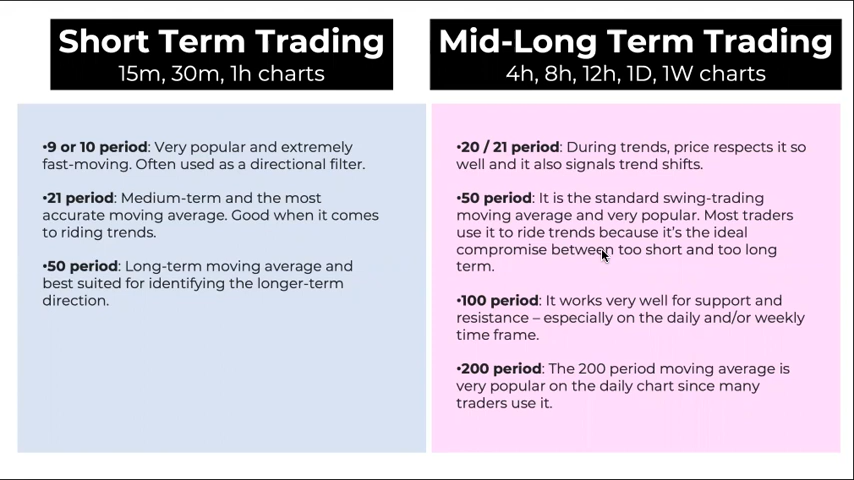 Short Term Trading
15m, 30m, 1h charts
•9 or 10 period: Very popular and extremely
fast-moving. Often used as a directional filter.
•21 period: Medium-term and the most
accurate moving average. Good when it comes
to riding trends.
•50 period: Long-term moving average and
best suited for identifying the longer-term
direction.
Mid-Long Term Trading
4h, 8h, 12h, 1D, 1W charts
•20 / 21 period: During trends, price respects it so
well and it also signals trend shifts.
•50 period: It is the standard swing-trading
moving average and very popular. Most traders
use it to ride trends because it’s the ideal
compromise between too short and too long
term.
•100 period: It works very well for support and
resistance – especially on the daily and/or weekly
time frame.
•200 period: The 200 period moving average is
very popular on the daily chart since many
traders use it.